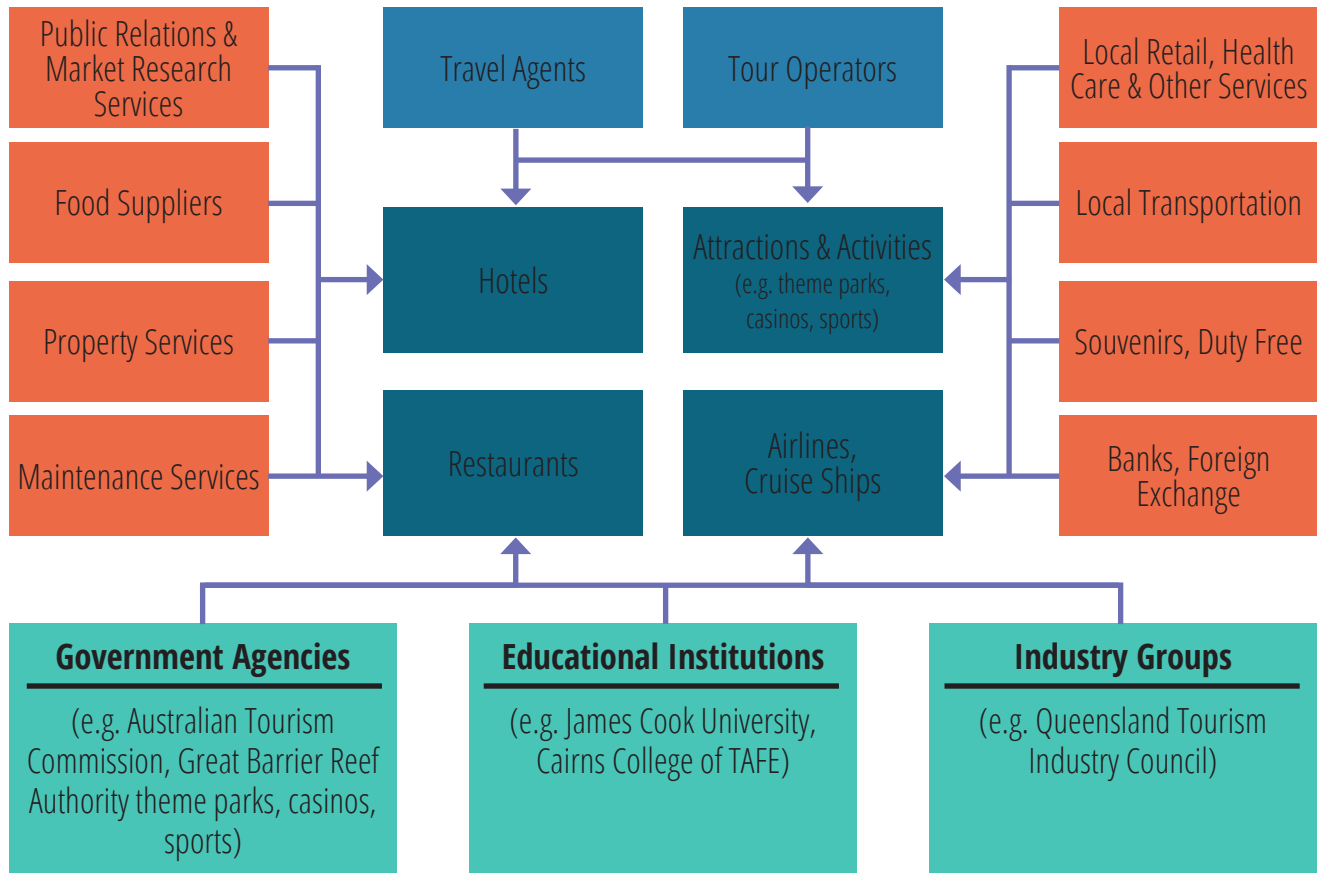 Public Relations &
Market Research
Services
Travel Agents
Tour Operators
Local Retail, Health
Care & Other Services
Food Suppliers
Hotels
Attractions & Activities
(e.g. theme parks,
casinos, sports)
Local Transportation
Property Services
Souvenirs, Duty Free
Maintenance Services
Restaurants
Airlines,
Cruise Ships
Banks, Foreign
Exchange
Government Agencies
(e.g. Australian Tourism
Commission, Great Barrier Reef
Authority theme parks, casinos,
sports)
Educational Institutions
(e.g. James Cook University,
Cairns College of TAFE)
Industry Groups
(e.g. Queensland Tourism
Industry Council)